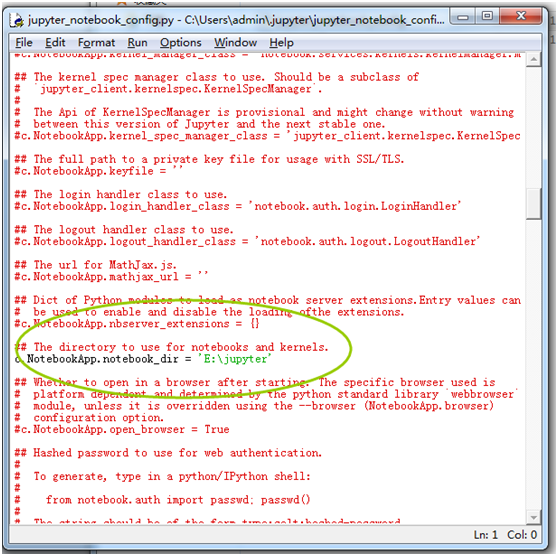 jupyter_notebook_config.py - C:\Users\admin\.jupyter\jupyter_notebook_confi...
File Edit Format Run Options Window Help
#c.NotebookApp.kernel_manager_class = 'notebook.services.kernels.kernelmanager.M
## The kernel spec manager class to use. Should be a subclass of
#  `jupyter_client.kernelspec.KernelSpecManager`.
#
#  The Api of KernelSpecManager is provisional and might change without warning
#  between this version of Jupyter and the next stable one.
#c.NotebookApp.kernel_spec_manager_class = 'jupyter_client.kernelspec.KernelSpec
## The full path to a private key file for usage with SSL/TLS.
#c.NotebookApp.keyfile = ''
## The login handler class to use.
#c.NotebookApp.login_handler_class = 'notebook.auth.login.LoginHandler'
## The logout handler class to use.
#c.NotebookApp.logout_handler_class = 'notebook.auth.logout.LogoutHandler'
## The url for MathJax.js.
#c.NotebookApp.mathjax_url = ''
## Dict of Python modules to load as notebook server extensions.Entry values can
#  be used to enable and disable the loading ofthe extensions.
#c.NotebookApp.nbserver_extensions = {}
## The directory to use for notebooks and kernels.
c.NotebookApp.notebook_dir = 'E:\jupyter'
## Whether to open in a browser after starting. The specific browser used is
#  platform dependent and determined by the python standard library `webbrowser`
#  module, unless it is overridden using the --browser (NotebookApp.browser)
#  configuration option.
#c.NotebookApp.open_browser = True
## Hashed password to use for web authentication.
#
#  To generate, type in a python/IPython shell:
#
#    from notebook.auth import passwd; passwd()
#
#  The string should be of the form type:salt:hashed-password.
Ln: 1 Col: 0